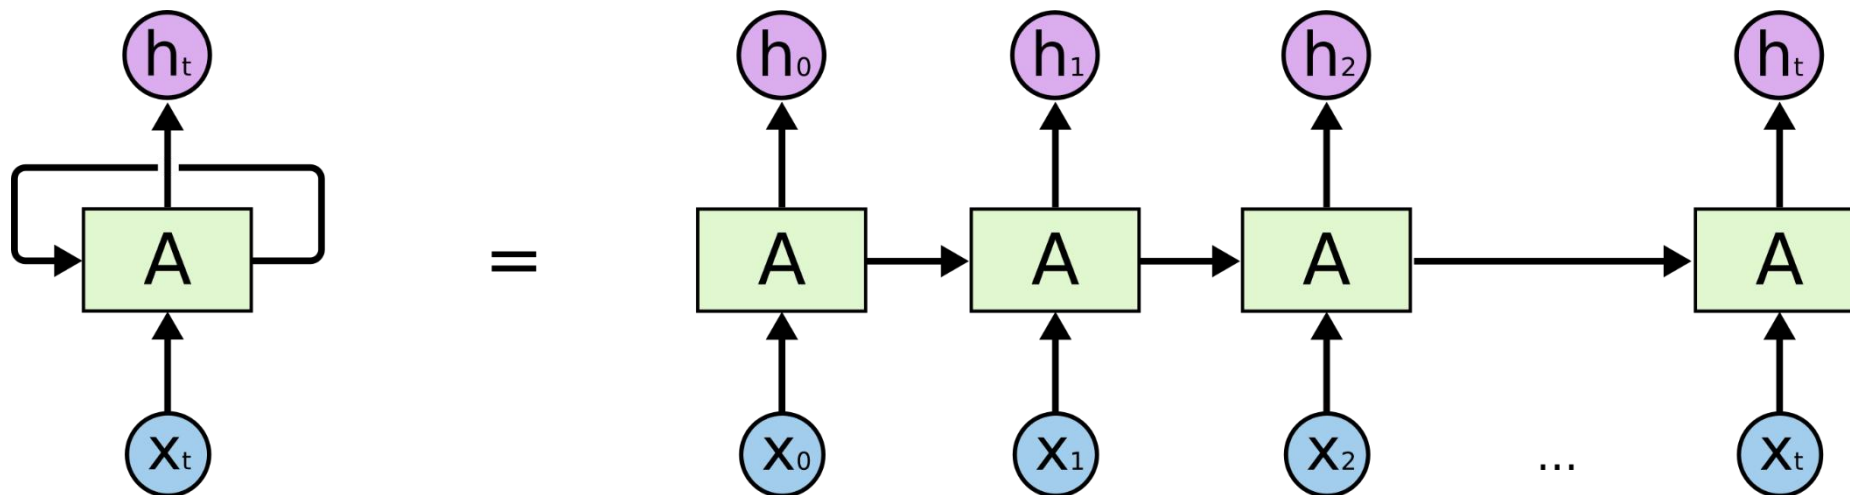 hₜ h₀ h₁ h₂ hₜ
A = A A A A
xₜ x₀ x₁ x₂ ... xₜ